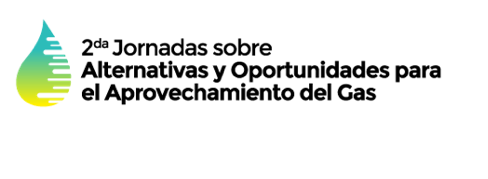 2da Jornadas sobre
Alternativas y Oportunidades para
el Aprovechamiento del Gas